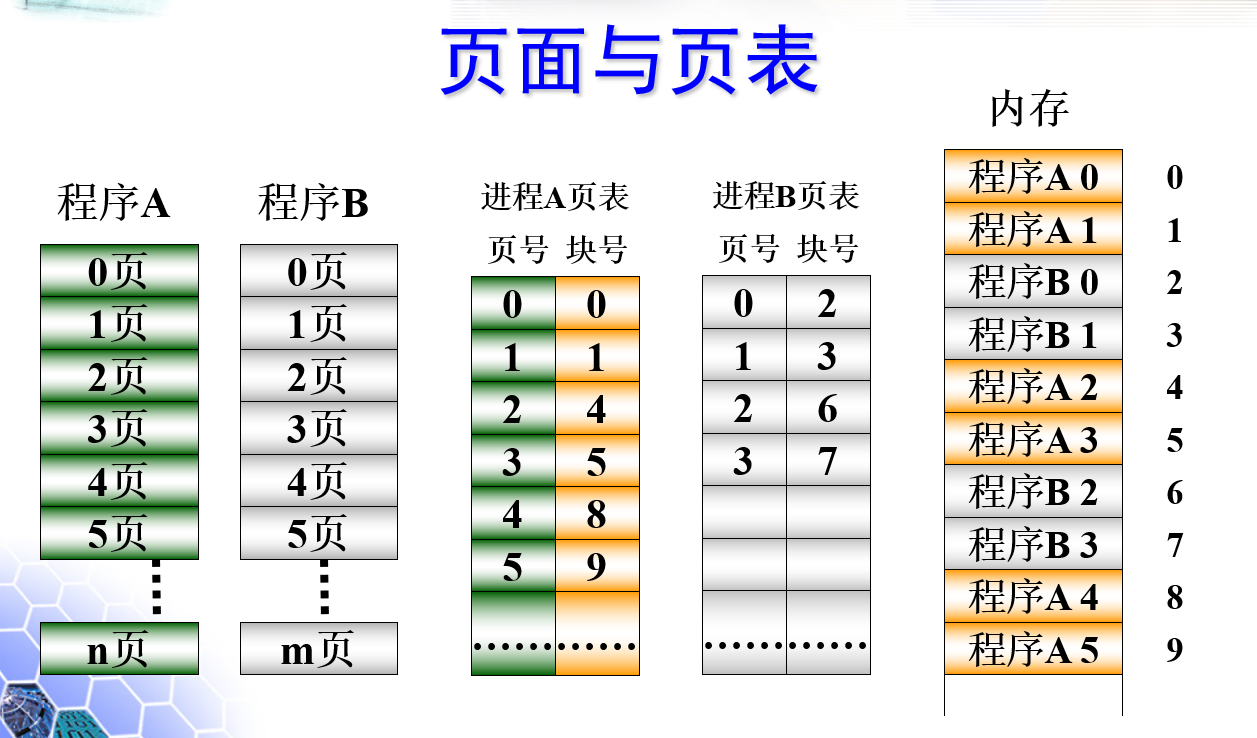 页面与页表
程序A
0页
1页
2页
3页
4页
5页
n页
程序B
0页
1页
2页
3页
4页
5页
m页
进程A页表
页号 块号
0 0
1 1
2 4
3 5
4 8
5 9
…… ……
进程B页表
页号 块号
0 2
1 3
2 6
3 7
…… ……
内存
程序A 0 0
程序A 1 1
程序B 0 2
程序B 1 3
程序A 2 4
程序A 3 5
程序B 2 6
程序B 3 7
程序A 4 8
程序A 5 9